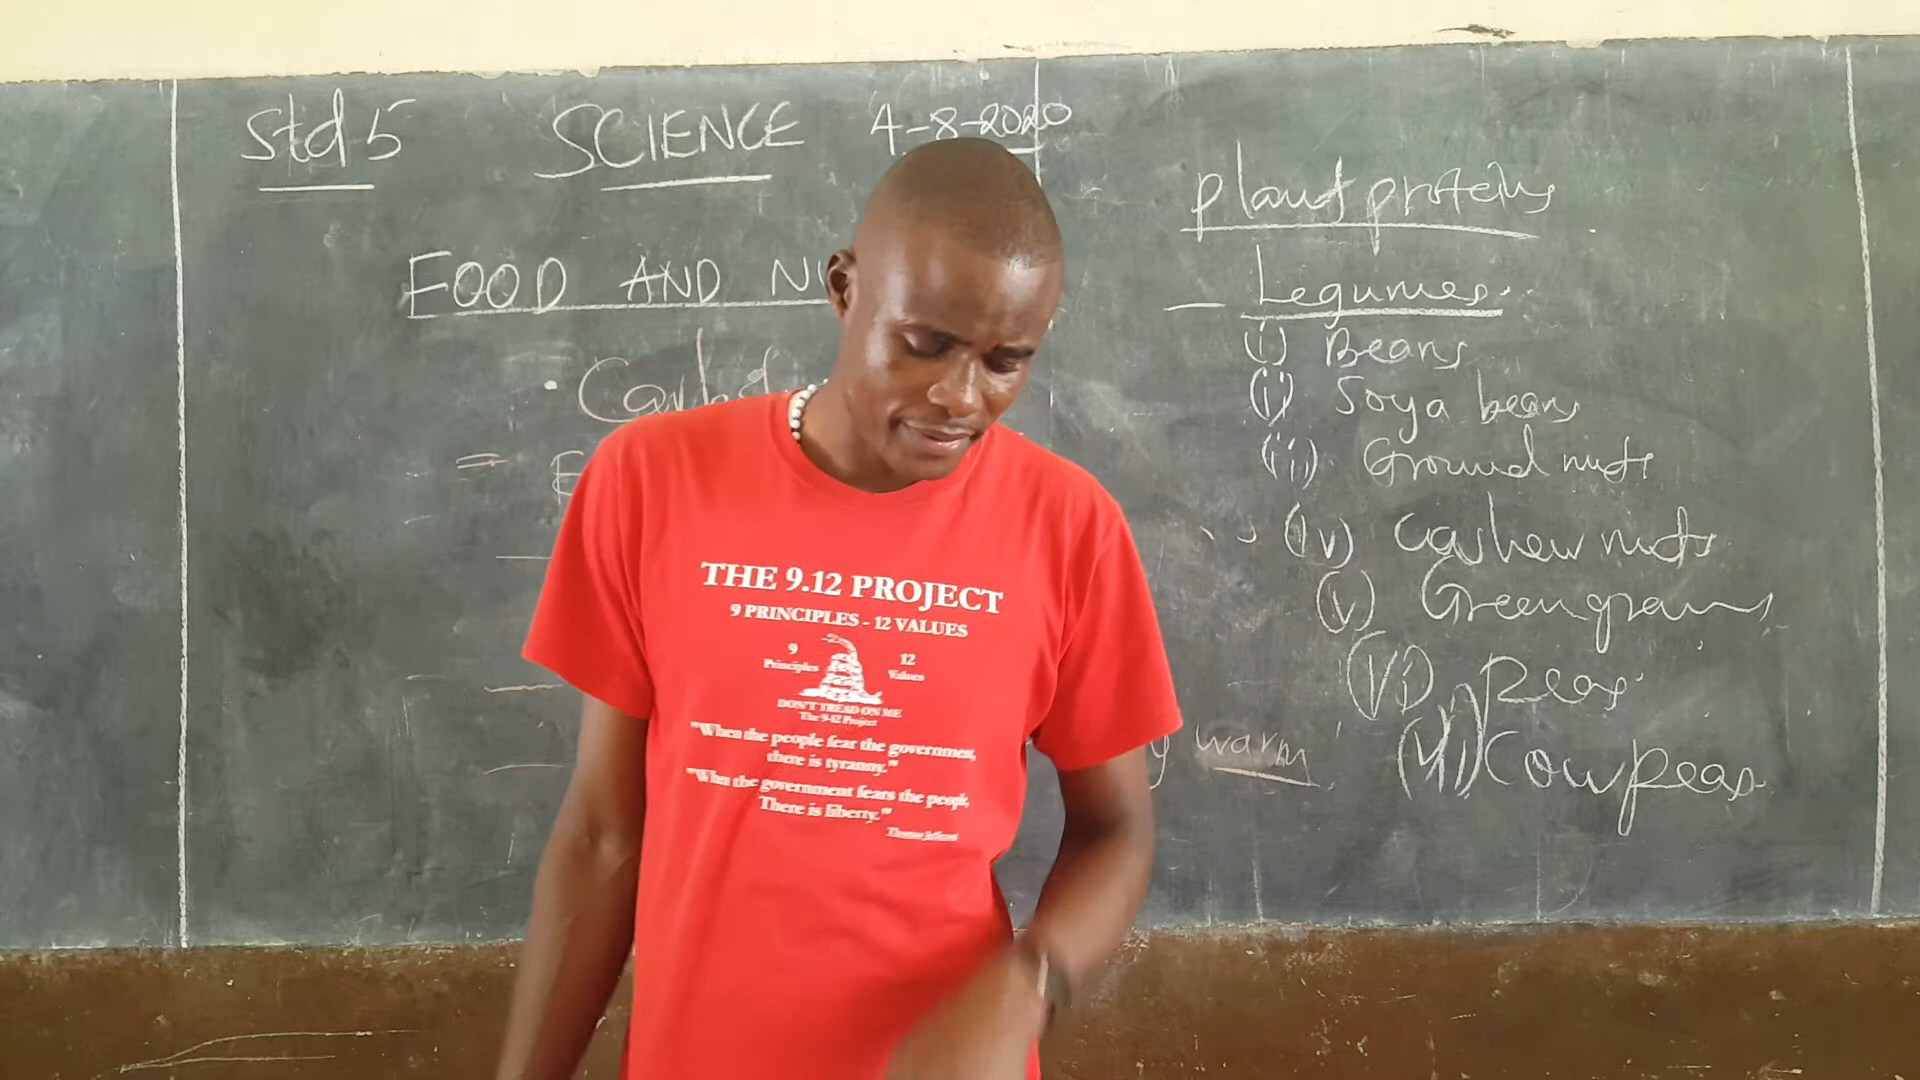 Std 5 SCIENCE 4-8-2020
FOOD AND
plant proteins
Legumes
(i) Beans
(ii) Soya beans
(iii) Ground nuts
(iv) Cashew nuts
(v) Greengrams
(vi) Peas
(vii) Cowpeas
warm
THE 9.12 PROJECT
9 PRINCIPLES - 12 VALUES
9 12
Principles Values
DON'T TREAD ON ME
The 9-12 Project
"When the people fear the government,
there is tyranny."
"When the government fears the people,
There is liberty."